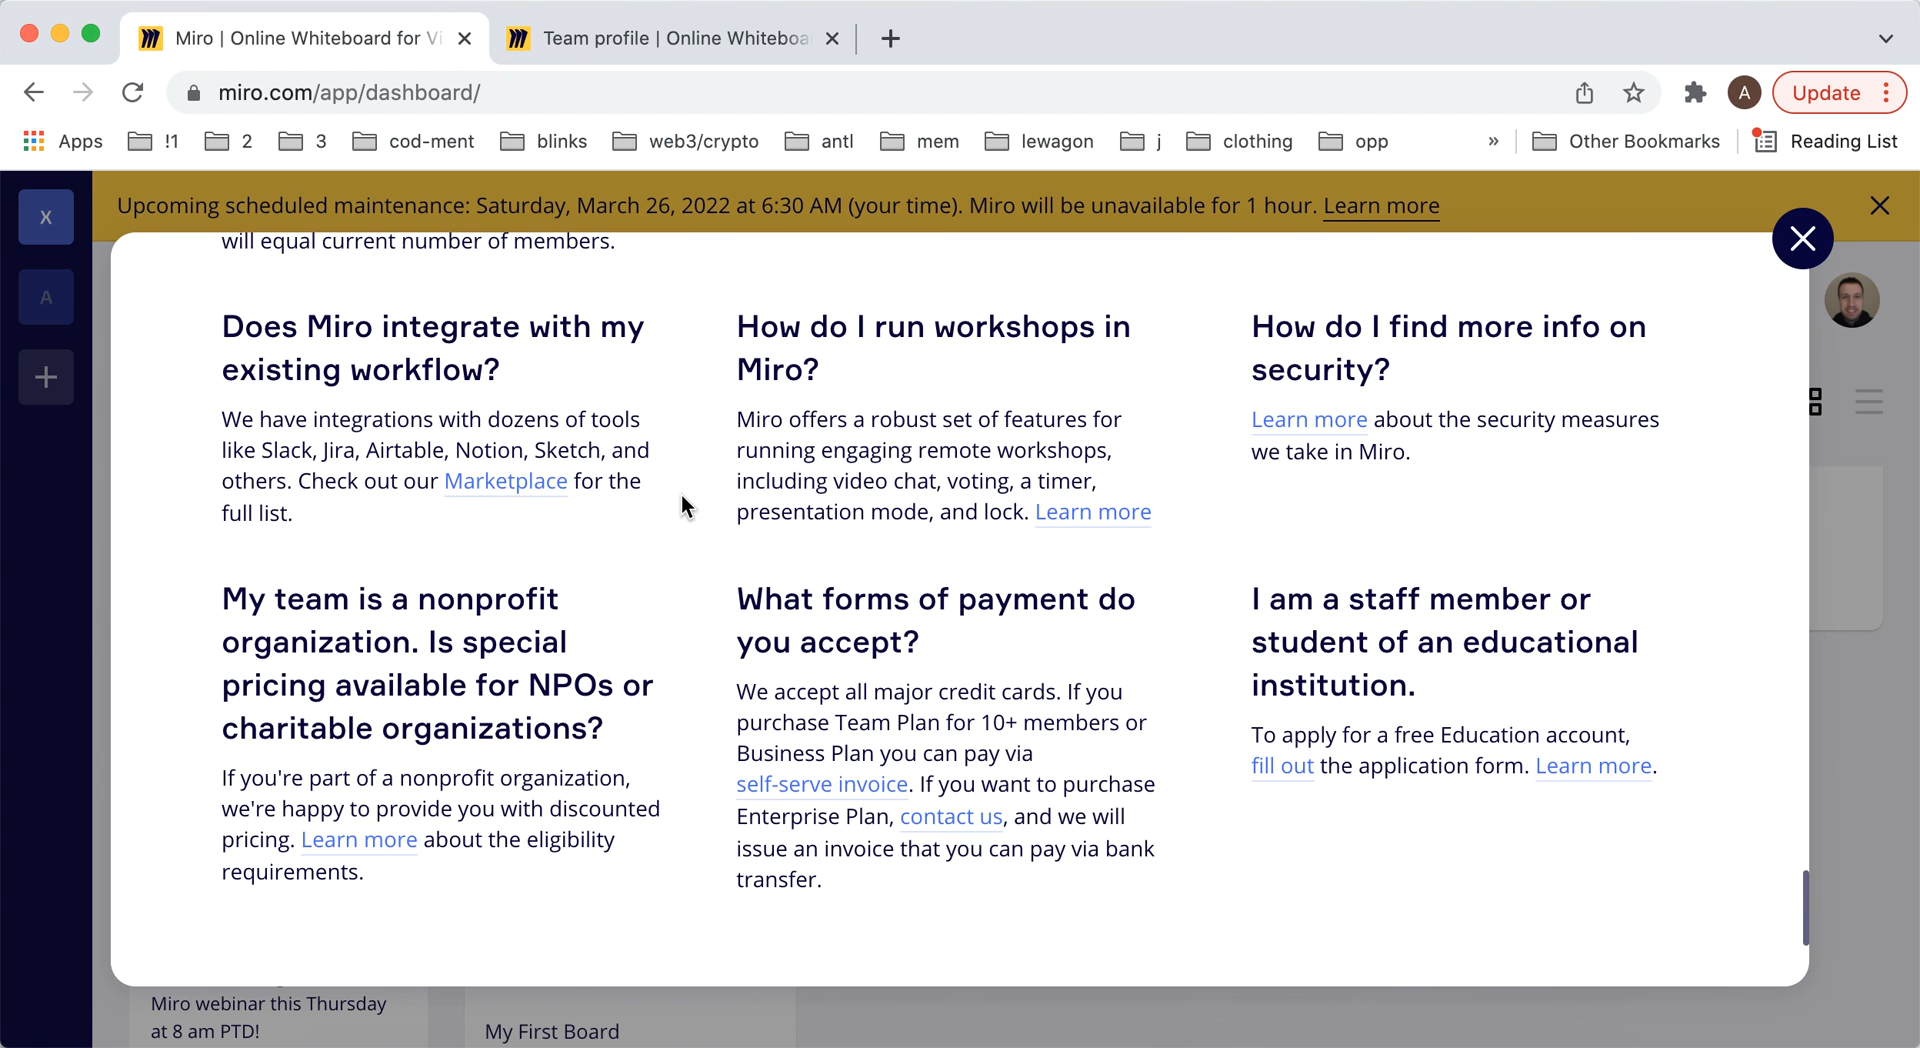 Miro | Online Whiteboard for Vi
Team profile | Online Whiteboa
miro.com/app/dashboard/
A
Update
Apps
!1
2
3
cod-ment
blinks
web3/crypto
antl
mem
lewagon
j
clothing
opp
»
Other Bookmarks
Reading List
X
A
Upcoming scheduled maintenance: Saturday, March 26, 2022 at 6:30 AM (your time). Miro will be unavailable for 1 hour. Learn more
will equal current number of members.
Does Miro integrate with my
existing workflow?
We have integrations with dozens of tools
like Slack, Jira, Airtable, Notion, Sketch, and
others. Check out our Marketplace for the
full list.
How do I run workshops in
Miro?
Miro offers a robust set of features for
running engaging remote workshops,
including video chat, voting, a timer,
presentation mode, and lock. Learn more
How do I find more info on
security?
Learn more about the security measures
we take in Miro.
My team is a nonprofit
organization. Is special
pricing available for NPOs or
charitable organizations?
If you're part of a nonprofit organization,
we're happy to provide you with discounted
pricing. Learn more about the eligibility
requirements.
What forms of payment do
you accept?
We accept all major credit cards. If you
purchase Team Plan for 10+ members or
Business Plan you can pay via
self-serve invoice. If you want to purchase
Enterprise Plan, contact us, and we will
issue an invoice that you can pay via bank
transfer.
I am a staff member or
student of an educational
institution.
To apply for a free Education account,
fill out the application form. Learn more.
Miro webinar this Thursday
at 8 am PTD!
My First Board